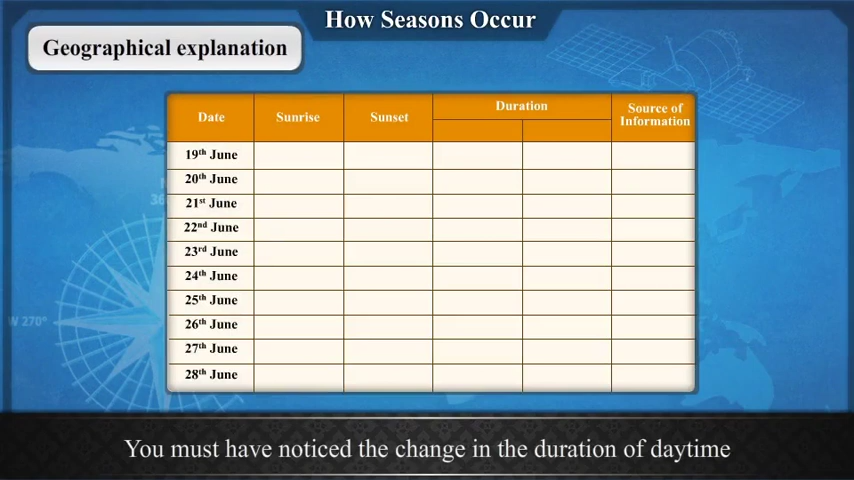 How Seasons Occur
Geographical explanation
Date Sunrise Sunset Duration Source of Information
19th June
20th June
21st June
22nd June
23rd June
24th June
25th June
26th June
27th June
28th June
W 270°
You must have noticed the change in the duration of daytime